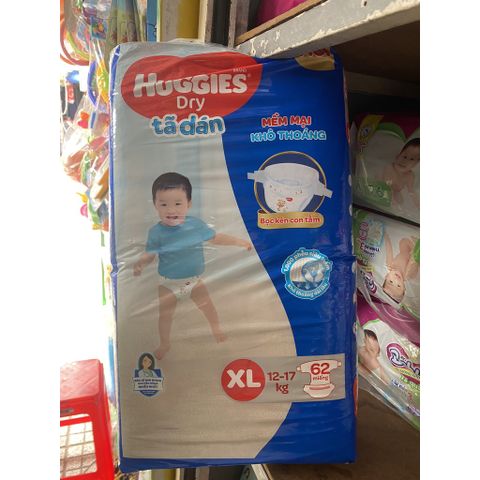 HUGGIES
Dry
tã dán
MỀM MẠI
KHÔ THOÁNG
Bọc kén con tằm
XL
12-17
kg
62
miếng